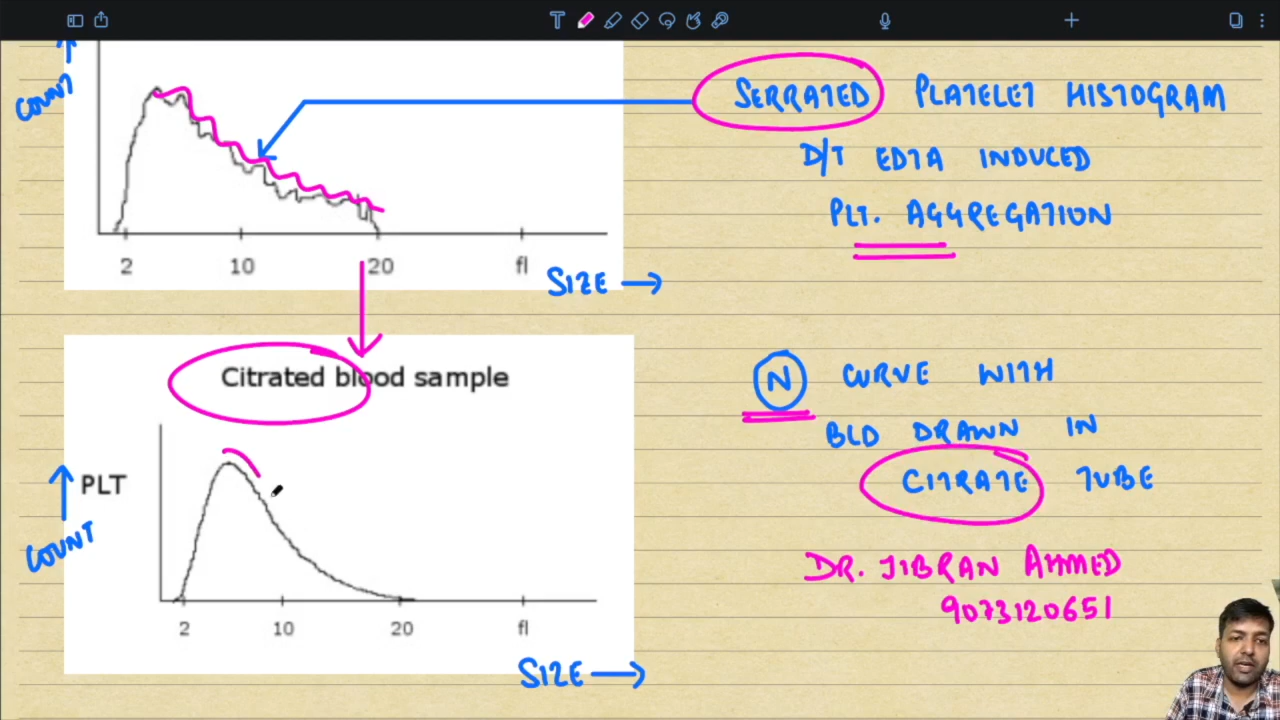 COUNT
SERRATED PLATELET HISTOGRAM
D/T EDTA INDUCED
PLT. AGGREGATION
2 10 20 fl
SIZE
Citrated blood sample
PLT
COUNT
2 10 20 fl
SIZE
N CURVE WITH
BLD DRAWN IN
CITRATE TUBE
DR. JIBRAN AHMED
9073120651